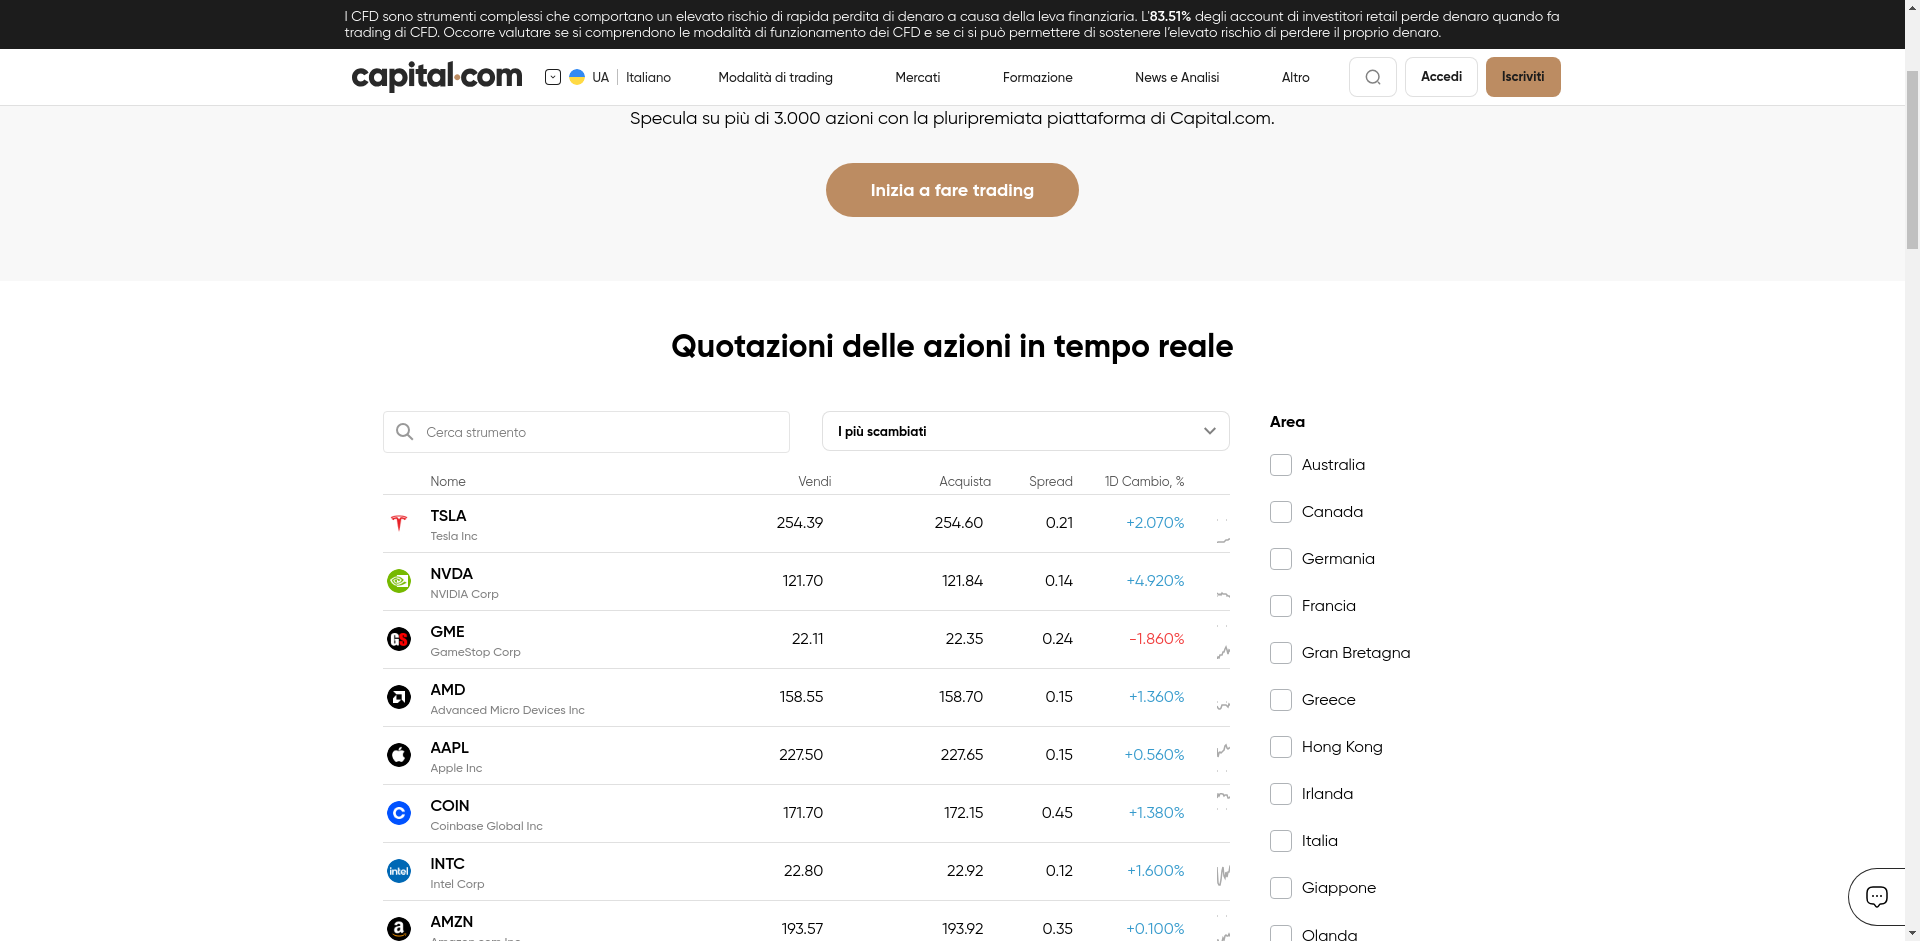 I CFD sono strumenti complessi che comportano un elevato rischio di rapida perdita di denaro a causa della leva finanziaria. L'83.51% degli account di investitori retail perde denaro quando fa
trading di CFD. Occorre valutare se si comprendono le modalità di funzionamento dei CFD e se ci si può permettere di sostenere l'elevato rischio di perdere il proprio denaro.
capital.com UA Italiano Modalità di trading Mercati Formazione News e Analisi Altro Accedi Iscriviti
Specula su più di 3.000 azioni con la pluripremiata piattaforma di Capital.com.
Inizia a fare trading
Quotazioni delle azioni in tempo reale
Cerca strumento I più scambiati
Nome Vendi Acquista Spread 1D Cambio, %
TSLA 254.39 254.60 0.21 +2.070%
Tesla Inc
NVDA 121.70 121.84 0.14 +4.920%
NVIDIA Corp
GS GME 22.11 22.35 0.24 -1.860%
GameStop Corp
AMD 158.55 158.70 0.15 +1.360%
Advanced Micro Devices Inc
AAPL 227.50 227.65 0.15 +0.560%
Apple Inc
COIN 171.70 172.15 0.45 +1.380%
Coinbase Global Inc
intel INTC 22.80 22.92 0.12 +1.600%
Intel Corp
AMZN 193.57 193.92 0.35 +0.100%
Area
Australia
Canada
Germania
Francia
Gran Bretagna
Greece
Hong Kong
Irlanda
Italia
Giappone
Olanda